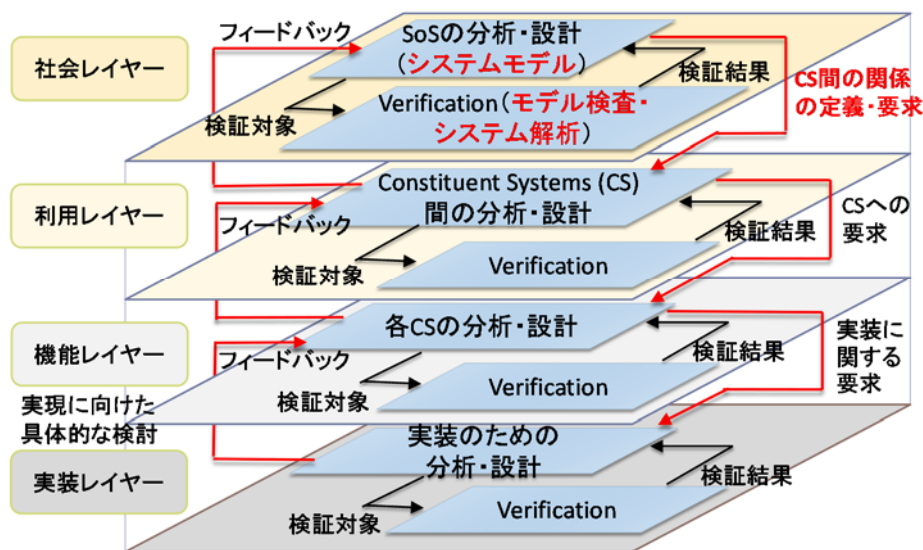 フィードバック
SoSの分析・設計
(システムモデル)
社会レイヤー
検証結果
検証対象
Verification(モデル検査・
システム解析)
CS間の関係
の定義・要求
Constituent Systems (CS)
間の分析・設計
利用レイヤー
フィードバック
検証結果
検証対象
Verification
CSへの
要求
各CSの分析・設計
機能レイヤー
フィードバック
検証結果
検証対象
Verification
実装に
関する
要求
実現に向けた
具体的な検討
実装のための
分析・設計
実装レイヤー
検証結果
検証対象
Verification